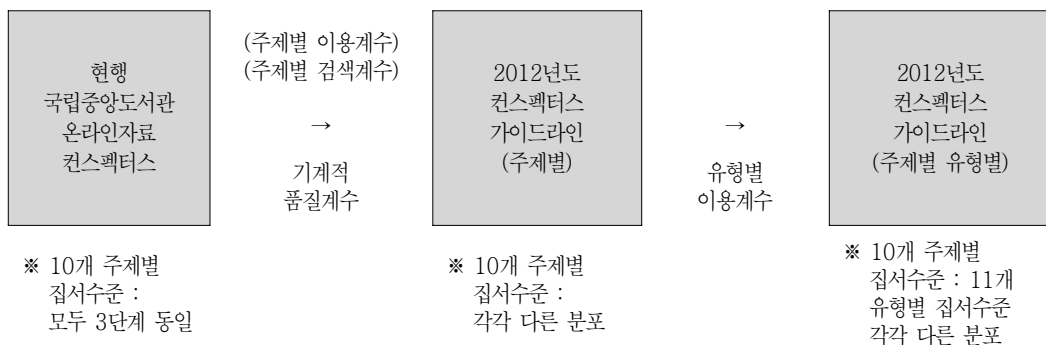 현행
국립중앙도서관
온라인자료
컨스펙터스
(주제별 이용계수)
(주제별 검색계수)
→
기계적
품질계수
2012년도
컨스펙터스
가이드라인
(주제별)
→
유형별
이용계수
2012년도
컨스펙터스
가이드라인
(주제별 유형별)
※ 10개 주제별
집서수준 :
모두 3단계 동일
※ 10개 주제별
집서수준 :
각각 다른 분포
※ 10개 주제별
집서수준 : 11개
유형별 집서수준
각각 다른 분포